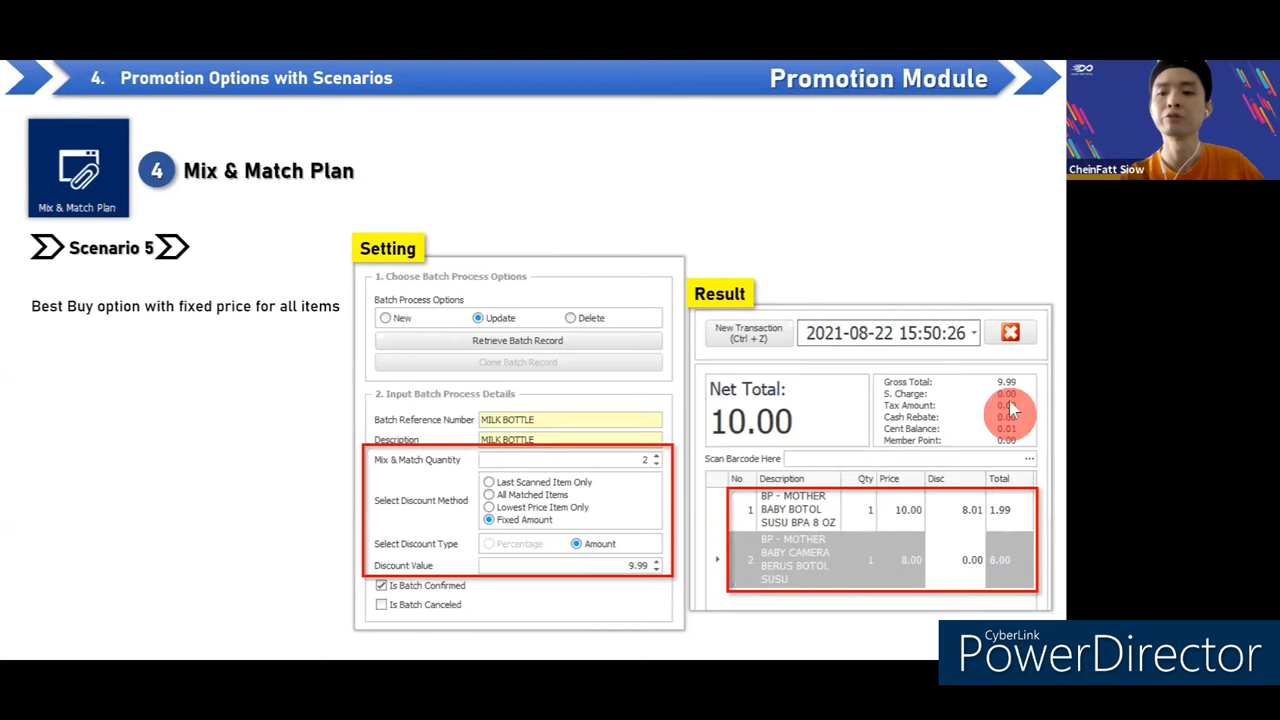 4. Promotion Options with Scenarios
Promotion Module
CheinFatt Siow
Mix & Match Plan
4 Mix & Match Plan
Scenario 5
Best Buy option with fixed price for all items
Setting
1. Choose Batch Process Options
Batch Process Options
New Update Delete
Retrieve Batch Record
Clone Batch Record
2. Input Batch Process Details
Batch Reference Number MILK BOTTLE
Description MILK BOTTLE
Mix & Match Quantity 2
Select Discount Method
Last Scanned Item Only
All Matched Items
Lowest Price Item Only
Fixed Amount
Select Discount Type Percentage Amount
Discount Value 9.99
Is Batch Confirmed
Is Batch Canceled
Result
New Transaction
(Ctrl + Z)
2021-08-22 15:50:26
Net Total:
10.00
Gross Total: 9.99
S. Charge: 0.00
Tax Amount:
Cash Rebate:
Cent Balance: 0.01
Member Point: 0.00
Scan Barcode Here ...
No Description Qty Price Disc Total
1 BP - MOTHER BABY BOTOL SUSU BPA 8 OZ 1 10.00 8.01 1.99
2 BP - MOTHER BABY CAMERA BERUS BOTOL SUSU 1 8.00 0.00 8.00
CyberLink
PowerDirector